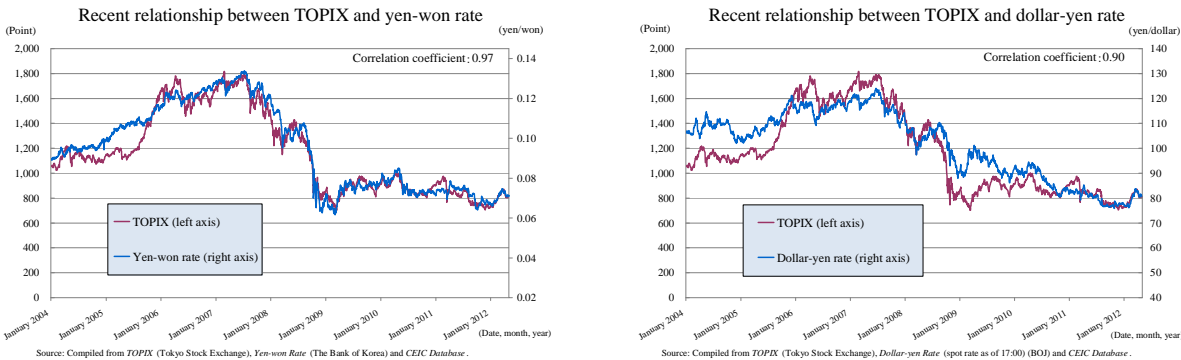 Recent relationship between TOPIX and yen-won rate
(Point)
(yen/won)
Correlation coefficient: 0.97
2,000
1,800
1,600
1,400
1,200
1,000
800
600
400
200
0
0.14
0.12
0.10
0.08
0.06
0.04
0.02
TOPIX (left axis)
Yen-won rate (right axis)
January 2004
January 2005
January 2006
January 2007
January 2008
January 2009
January 2010
January 2011
January 2012
(Date, month, year)
Source: Compiled from TOPIX (Tokyo Stock Exchange), Yen-won Rate (The Bank of Korea) and CEIC Database.
Recent relationship between TOPIX and dollar-yen rate
(Point)
(yen/dollar)
Correlation coefficient: 0.90
2,000
1,800
1,600
1,400
1,200
1,000
800
600
400
200
0
140
130
120
110
100
90
80
70
60
50
40
TOPIX (left axis)
Dollar-yen rate (right axis)
January 2004
January 2005
January 2006
January 2007
January 2008
January 2009
January 2010
January 2011
January 2012
(Date, month, year)
Source: Compiled from TOPIX (Tokyo Stock Exchange), Dollar-yen Rate (spot rate as of 17:00) (BOJ) and CEIC Database.